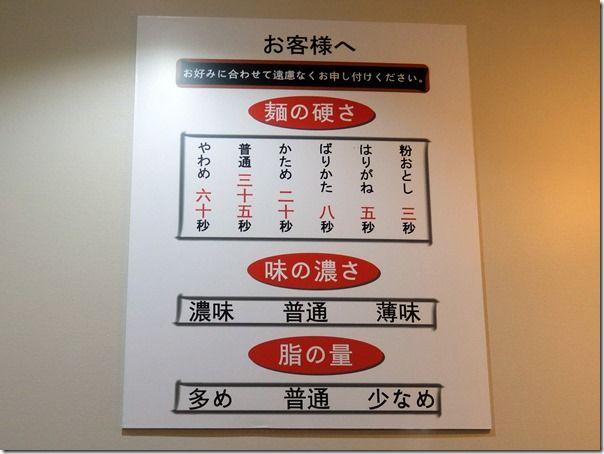 お客様へ
お好みに合わせて遠慮なくお申し付けください。
麺の硬さ
粉おとし 三秒
はりがね 五秒
ばりかた 八秒
かため 二十秒
普通 三十五秒
やわめ 六十秒
味の濃さ
濃味 普通 薄味
脂の量
多め 普通 少なめ